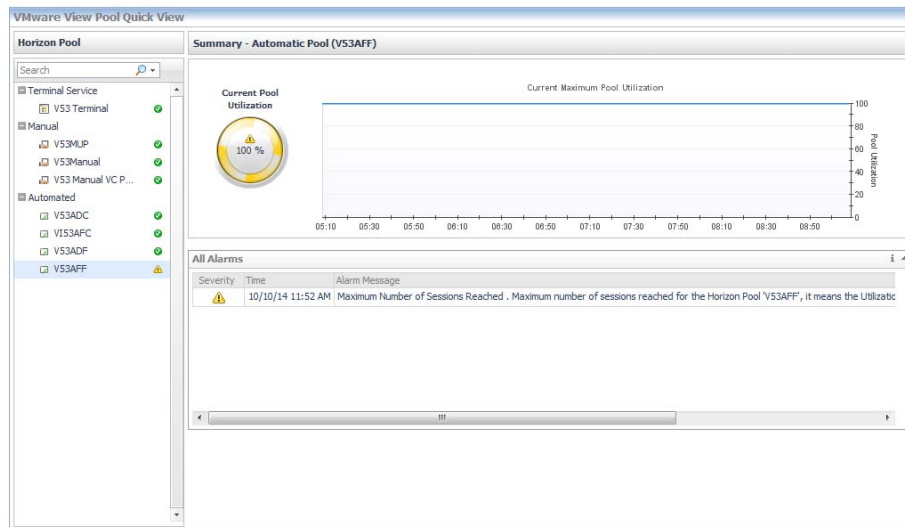 VMware View Pool Quick View
Horizon Pool
Search
Terminal Service
V53 Terminal
Manual
V53MUP
V53Manual
V53 Manual VC P...
Automated
V53ADC
VI53AFC
V53ADF
V53AFF
Summary - Automatic Pool (V53AFF)
Current Pool
Utilization
100 %
Current Maximum Pool Utilization
100
80
60
40
20
0
Pool Utilization
05:10 05:30 05:50 06:10 06:30 06:50 07:10 07:30 07:50 08:10 08:30 08:50
All Alarms
Severity Time Alarm Message
10/10/14 11:52 AM Maximum Number of Sessions Reached . Maximum number of sessions reached for the Horizon Pool 'V53AFF', it means the Utilizatio